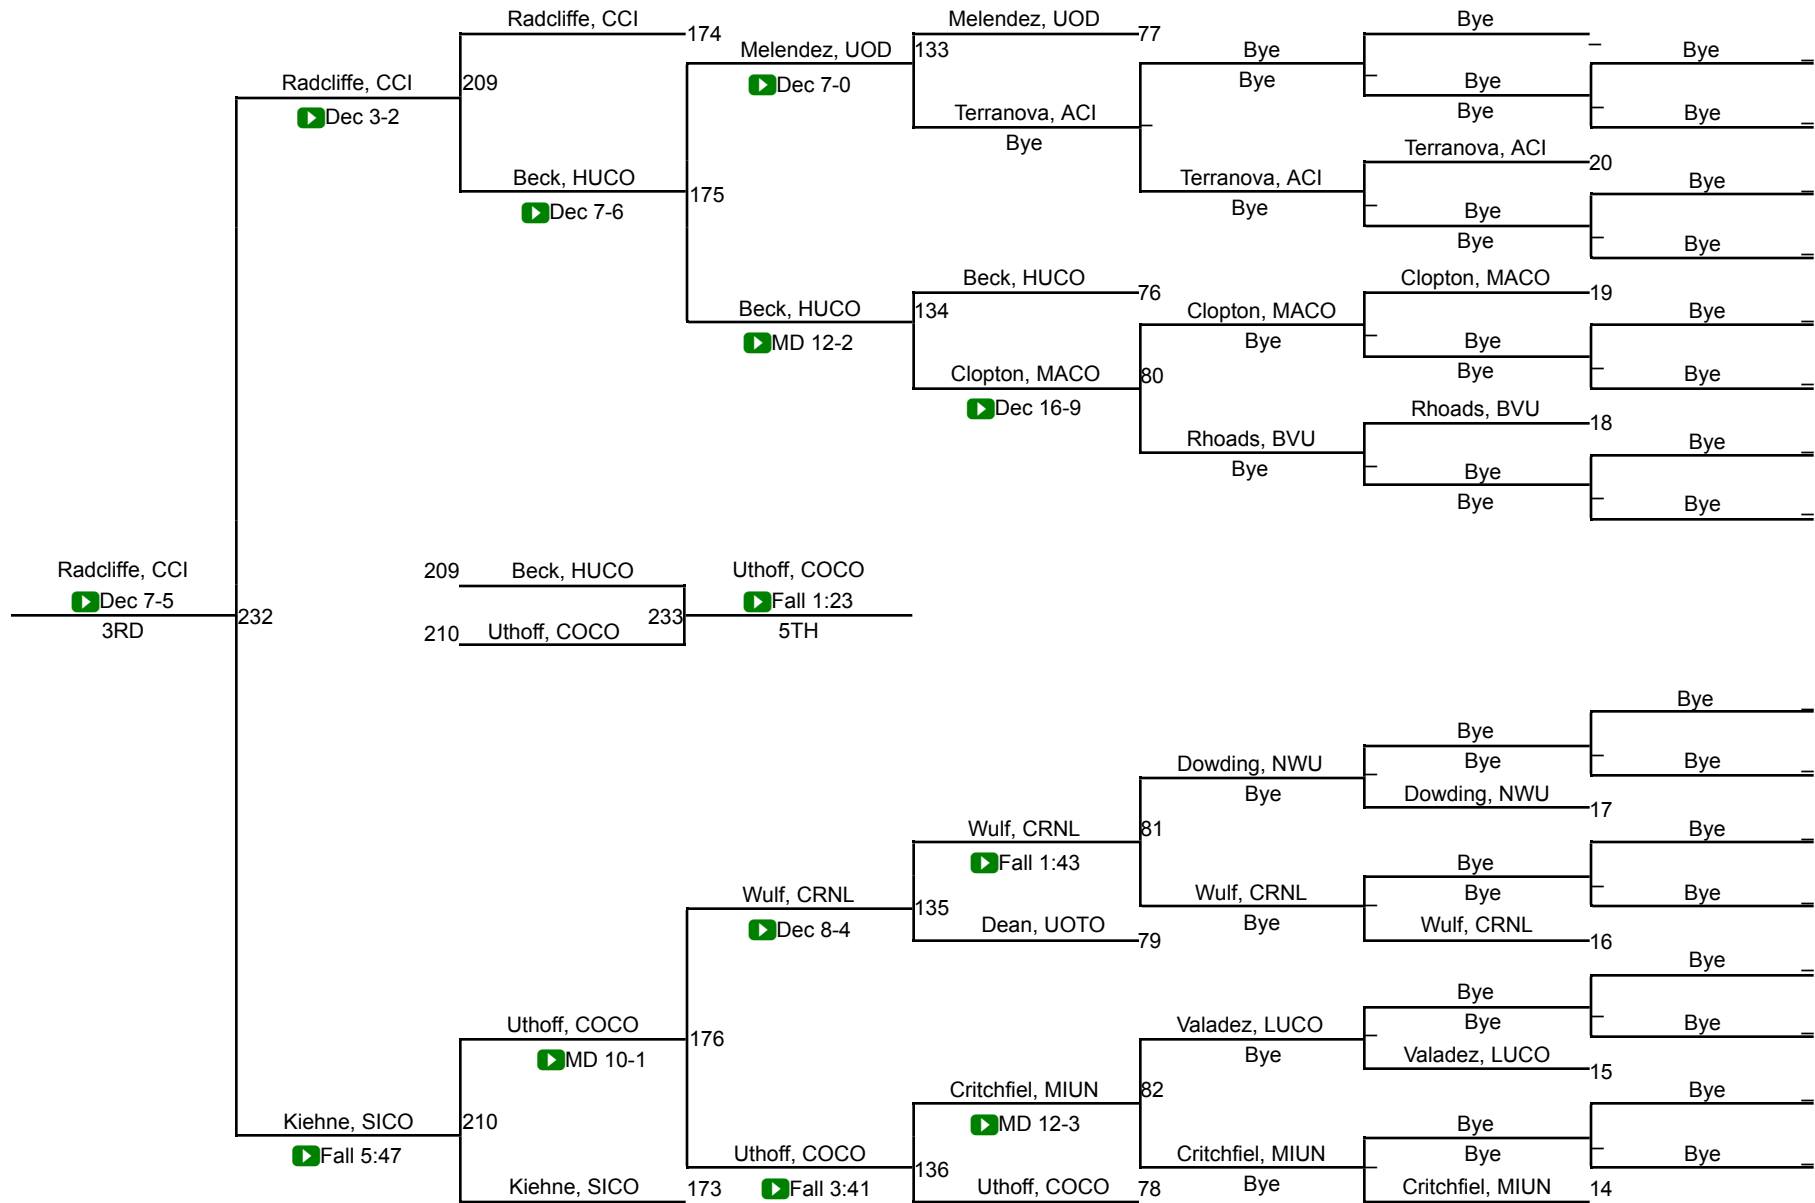 Radcliffe, CCI 174 Melendez, UOD 77 Bye
Melendez, UOD 133 Bye Bye
Radcliffe, CCI 209 Dec 7-0 Bye Bye
Dec 3-2 Terranova, ACI Bye Bye
Bye Terranova, ACI 20
Beck, HUCO 175 Terranova, ACI Bye
Dec 7-6 Bye Bye
Bye Bye
Beck, HUCO 76 Clopton, MACO 19
Beck, HUCO 134 Clopton, MACO Bye
MD 12-2 Bye Bye
Clopton, MACO 80 Bye Bye
Dec 16-9 Rhoads, BVU 18
Rhoads, BVU Bye
Bye Bye
Bye Bye
Radcliffe, CCI 209 Beck, HUCO Uthoff, COCO
Dec 7-5 Fall 1:23
232 233
3RD 210 Uthoff, COCO 5TH
Bye
Bye
Dowding, NWU Bye Bye
Bye Dowding, NWU 17
Wulf, CRNL 81 Bye
Fall 1:43 Bye
Wulf, CRNL 135 Wulf, CRNL Bye Bye
Dec 8-4 Dean, UOTO 79 Bye Wulf, CRNL 16
Bye
Bye
Uthoff, COCO 176 Valadez, LUCO Bye Bye
MD 10-1 Bye Valadez, LUCO 15
Critchfiel, MIUN 82 Bye
Kiehne, SICO 210 MD 12-3 Bye
Fall 5:47 Uthoff, COCO 136 Critchfiel, MIUN Bye Bye
Kiehne, SICO 173 Fall 3:41 Uthoff, COCO 78 Bye Critchfiel, MIUN 14